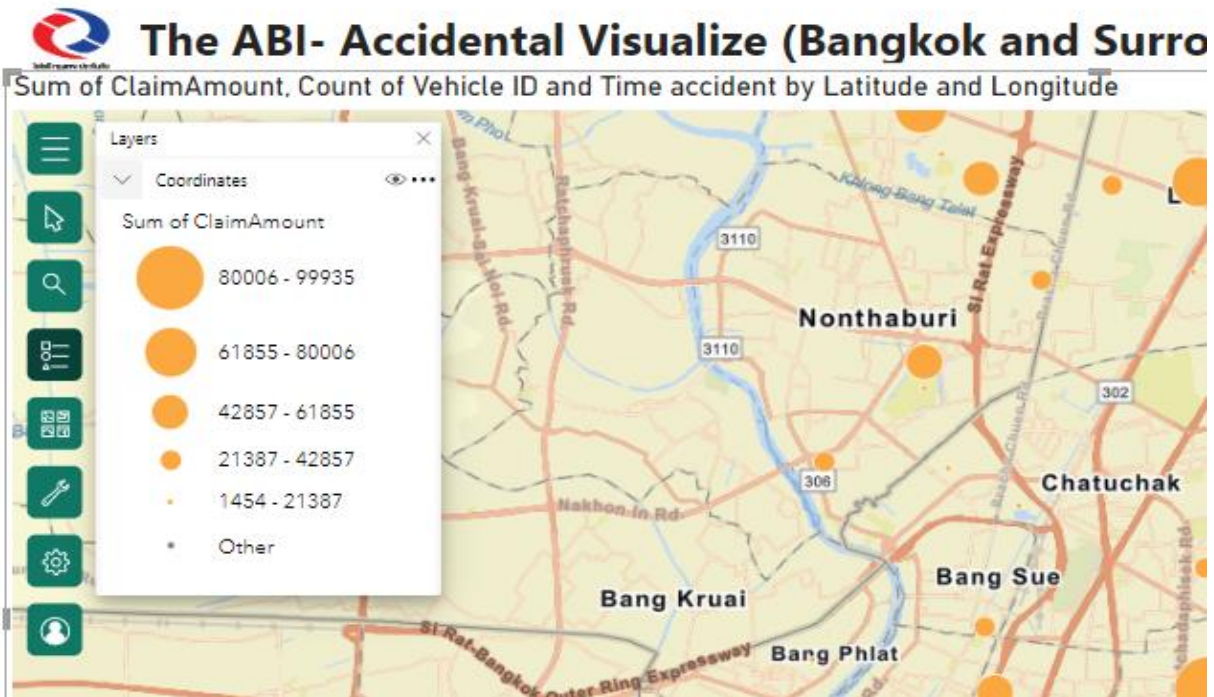 The ABI- Accidental Visualize (Bangkok and Surro
Sum of ClaimAmount, Count of Vehicle ID and Time accident by Latitude and Longitude
Layers
Coordinates
Sum of ClaimAmount
80006 - 99935
61855 - 80006
42857 - 61855
21387 - 42857
1454 - 21387
Other
Bang Kruai-Sai Noi Rd.
Ratchaphruek Rd.
Khlong Bang Talat
Si Rat Expressway
L
3110
Nonthaburi
3110
302
306
Chatuchak
Nakhon In Rd.
Bang Sue
Bang Kruai
Bang Phlat
Si Rat-Bangkok Outer Ring Expressway